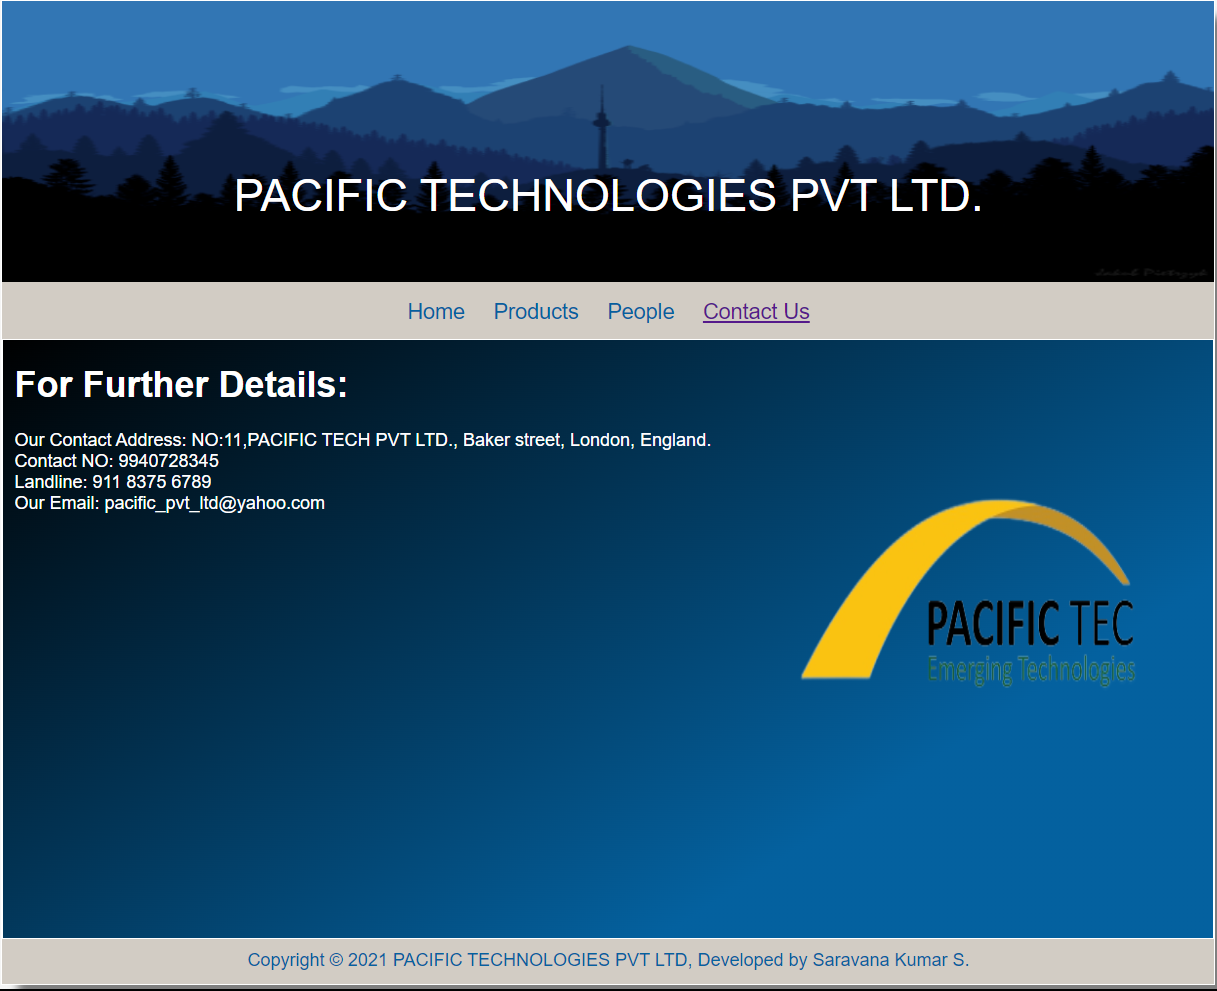 PACIFIC TECHNOLOGIES PVT LTD.
Home Products People Contact Us
For Further Details:
Our Contact Address: NO:11,PACIFIC TECH PVT LTD., Baker street, London, England.
Contact NO: 9940728345
Landline: 911 8375 6789
Our Email: pacific_pvt_ltd@yahoo.com
PACIFIC TEC
Emerging Technologies
Copyright © 2021 PACIFIC TECHNOLOGIES PVT LTD, Developed by Saravana Kumar S.